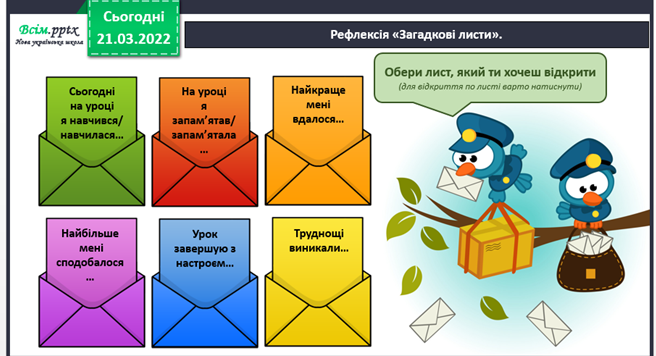 Всім.pptx
Нова українська школа
Сьогодні
21.03.2022
Рефлексія «Загадкові листи».
Обери лист, який ти хочеш відкрити
(для відкриття по листі варто натиснути)
Сьогодні
на уроці
я навчився/
навчилася...
На уроці
я
запам’ятав/
запам’ятала
...
Найкраще
мені
вдалося...
Найбільше
мені
сподобалося
...
Урок
завершую з
настроєм...
Труднощі
виникали...